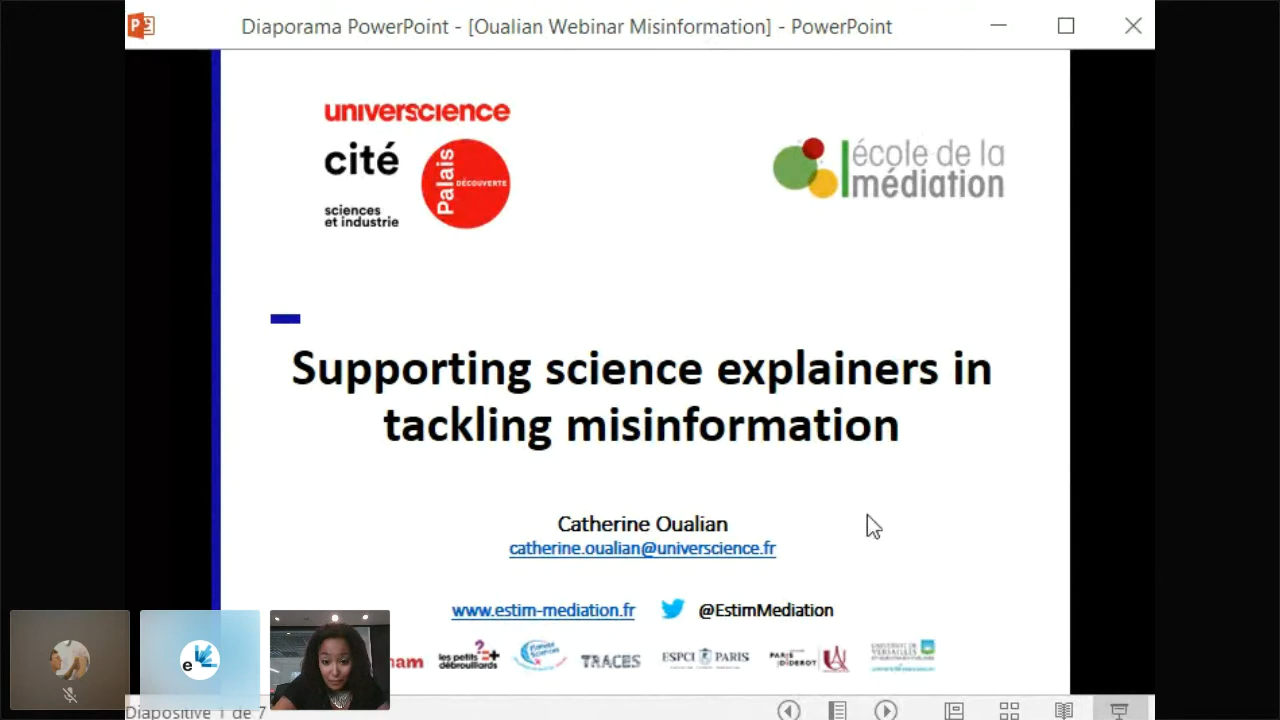 Diaporama PowerPoint - [Oualian Webinar Misinformation] - PowerPoint
universcience
cité
sciences
et industrie
Palais
DÉCOUVERTE
école de la
médiation
Supporting science explainers in
tackling misinformation
Catherine Oualian
catherine.oualian@universcience.fr
www.estim-mediation.fr
@EstimMediation
les petits
débrouillards
TRACES
ESPCI PARIS
PARIS
DIDEROT
Diapositive 1 de 7